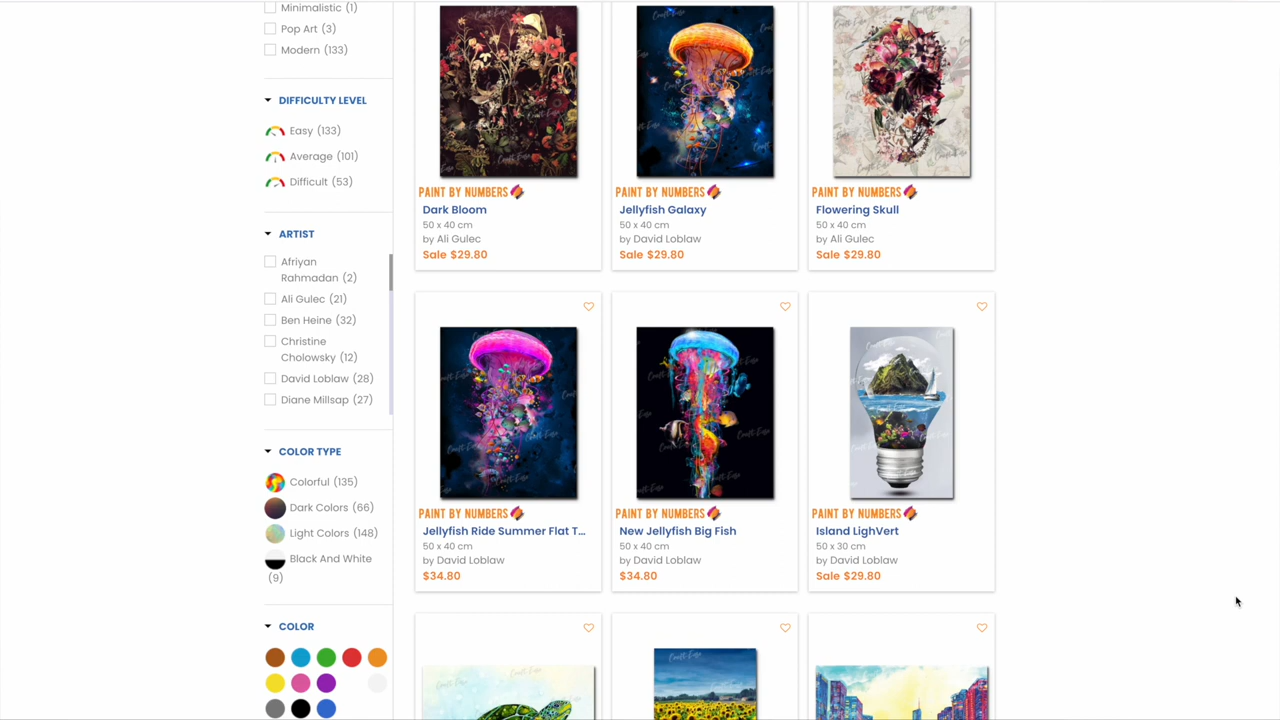 Minimalistic (1)
Pop Art (3)
Modern (133)
DIFFICULTY LEVEL
Easy (133)
Average (101)
Difficult (53)
ARTIST
Afriyan
Rahmadan (2)
Ali Gulec (21)
Ben Heine (32)
Christine
Cholowsky (12)
David Loblaw (28)
Diane Millsap (27)
COLOR TYPE
Colorful (135)
Dark Colors (66)
Light Colors (148)
Black And White
(9)
COLOR
PAINT BY NUMBERS
Dark Bloom
50 x 40 cm
by Ali Gulec
Sale $29.80
PAINT BY NUMBERS
Jellyfish Galaxy
50 x 40 cm
by David Loblaw
Sale $29.80
PAINT BY NUMBERS
Flowering Skull
50 x 40 cm
by Ali Gulec
Sale $29.80
PAINT BY NUMBERS
Jellyfish Ride Summer Flat T...
50 x 40 cm
by David Loblaw
$34.80
PAINT BY NUMBERS
New Jellyfish Big Fish
50 x 40 cm
by David Loblaw
$34.80
PAINT BY NUMBERS
Island LighVert
50 x 30 cm
by David Loblaw
Sale $29.80
Craft Ease
Craft Ease